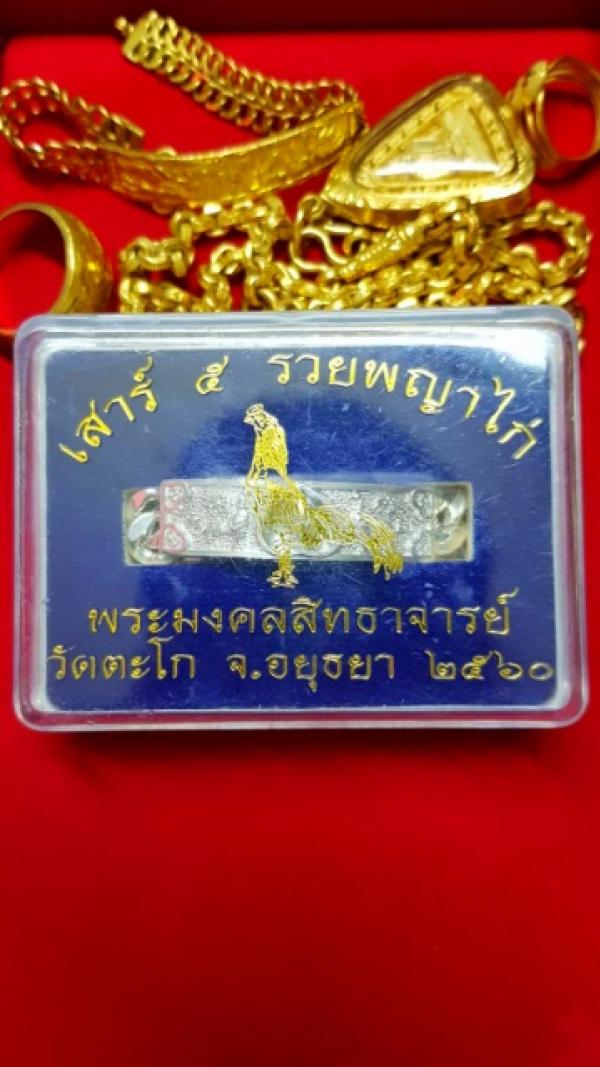 เสาร์ ๕ รวยพญาไก่
พระมงคลสิทธาจารย์
วัดตะโก จ.อยุธยา ๒๕๖๐